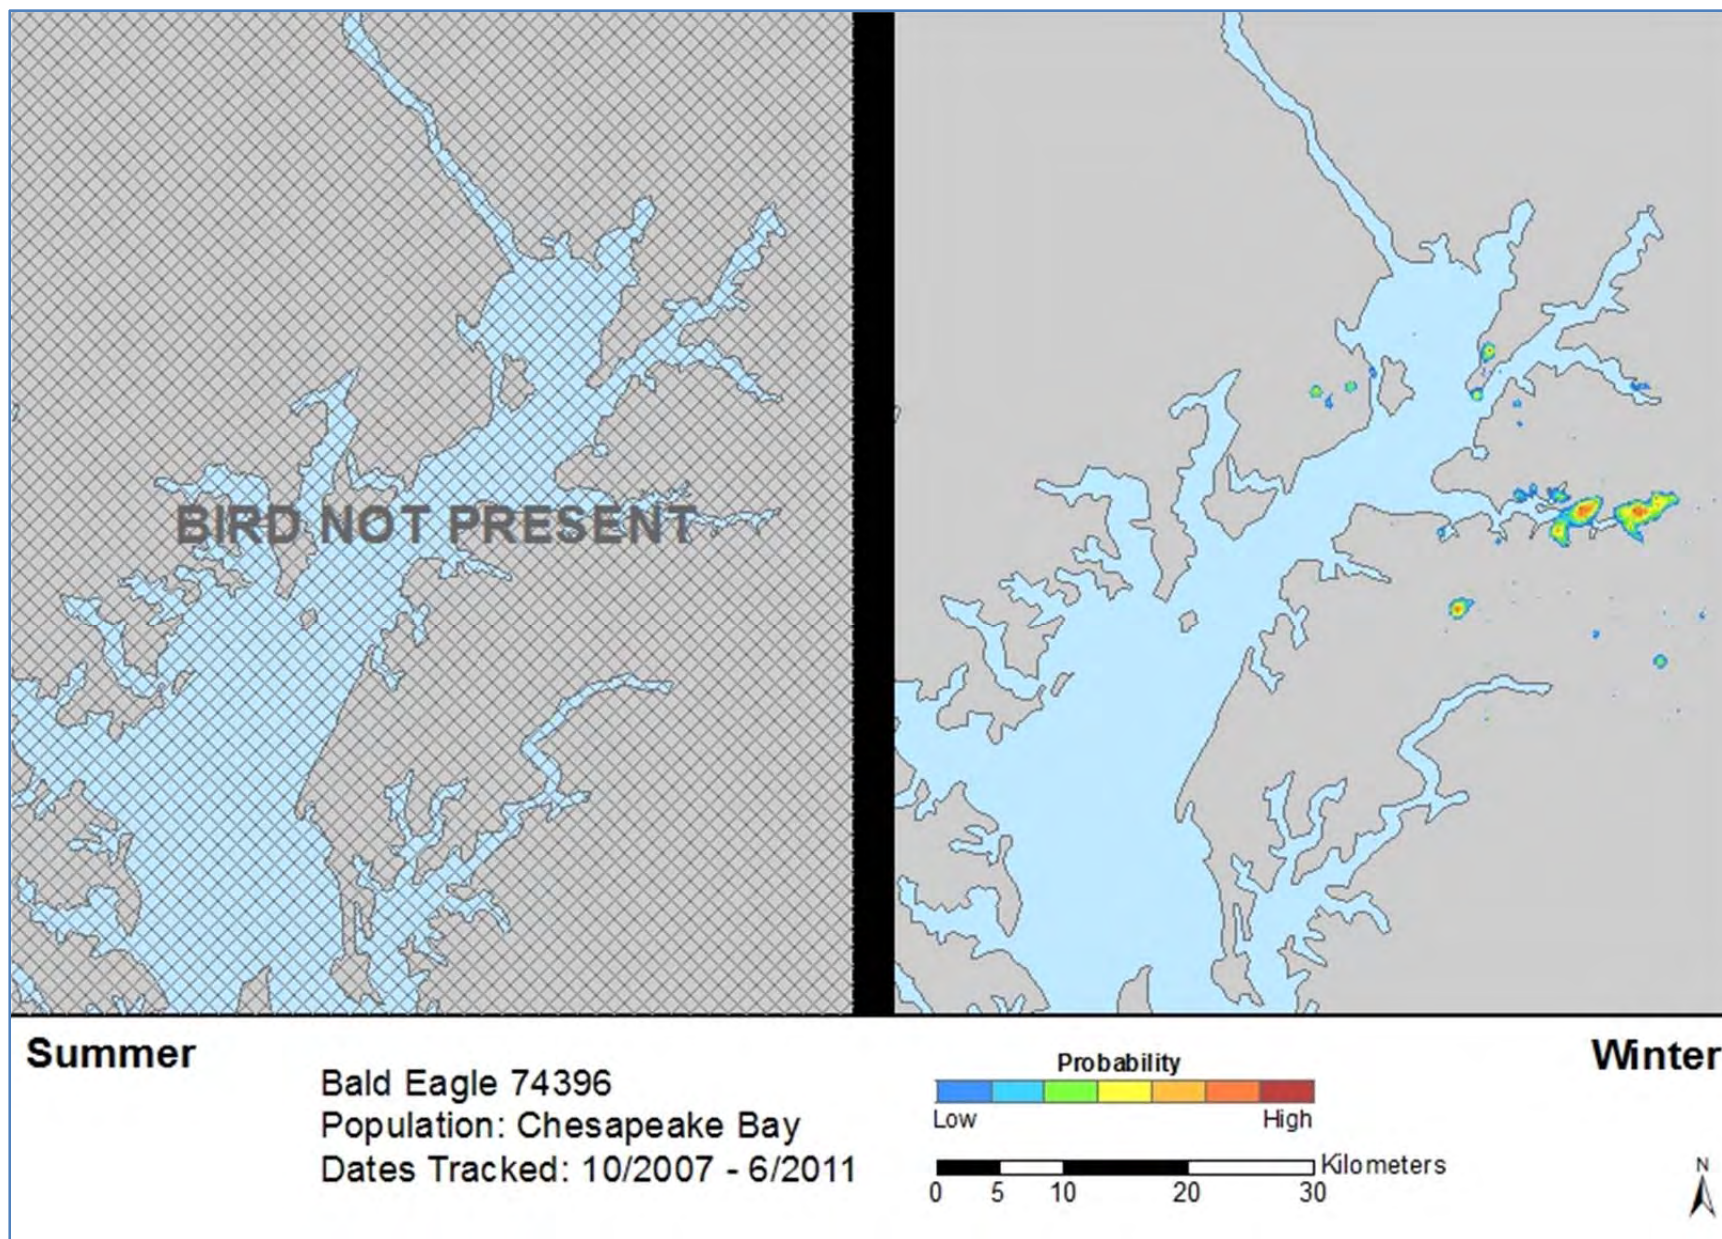 BIRD NOT PRESENT
Summer
Winter
Bald Eagle 74396
Population: Chesapeake Bay
Dates Tracked: 10/2007 - 6/2011
Probability
Low
High
Kilometers
0 5 10 20 30
N